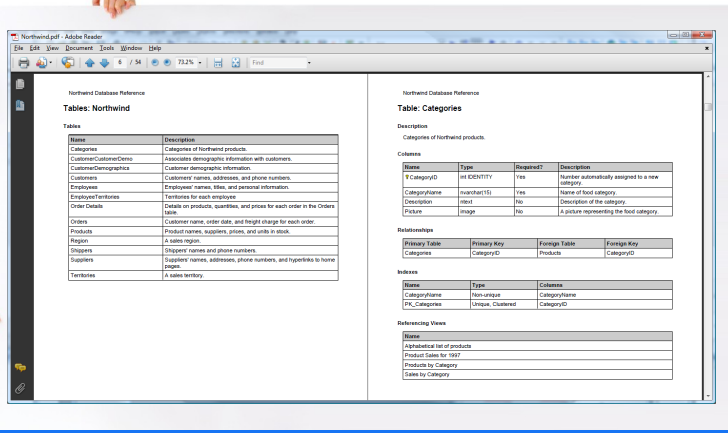 Northwind.pdf - Adobe Reader
File Edit View Document Tools Window Help
6 / 54 73.2% Find
Northwind Database Reference
Tables: Northwind
Tables
Name Description
Categories Categories of Northwind products.
CustomerCustomerDemo Associates demographic information with customers.
CustomerDemographics Customer demographic information.
Customers Customers' names, addresses, and phone numbers.
Employees Employees' names, titles, and personal information.
EmployeeTerritories Territories for each employee
Order Details Details on products, quantities, and prices for each order in the Orders
table.
Orders Customer name, order date, and freight charge for each order.
Products Product names, suppliers, prices, and units in stock.
Region A sales region.
Shippers Shippers' names and phone numbers.
Suppliers Suppliers' names, addresses, phone numbers, and hyperlinks to home
pages.
Territories A sales territory.
Northwind Database Reference
Table: Categories
Description
Categories of Northwind products.
Columns
Name Type Required? Description
CategoryID int IDENTITY Yes Number automatically assigned to a new
category.
CategoryName nvarchar(15) Yes Name of food category.
Description ntext No Description of the category.
Picture image No A picture representing the food category.
Relationships
Primary Table Primary Key Foreign Table Foreign Key
Categories CategoryID Products CategoryID
Indexes
Name Type Columns
CategoryName Non-unique CategoryName
PK_Categories Unique, Clustered CategoryID
Referencing Views
Name
Alphabetical list of products
Product Sales for 1997
Products by Category
Sales by Category